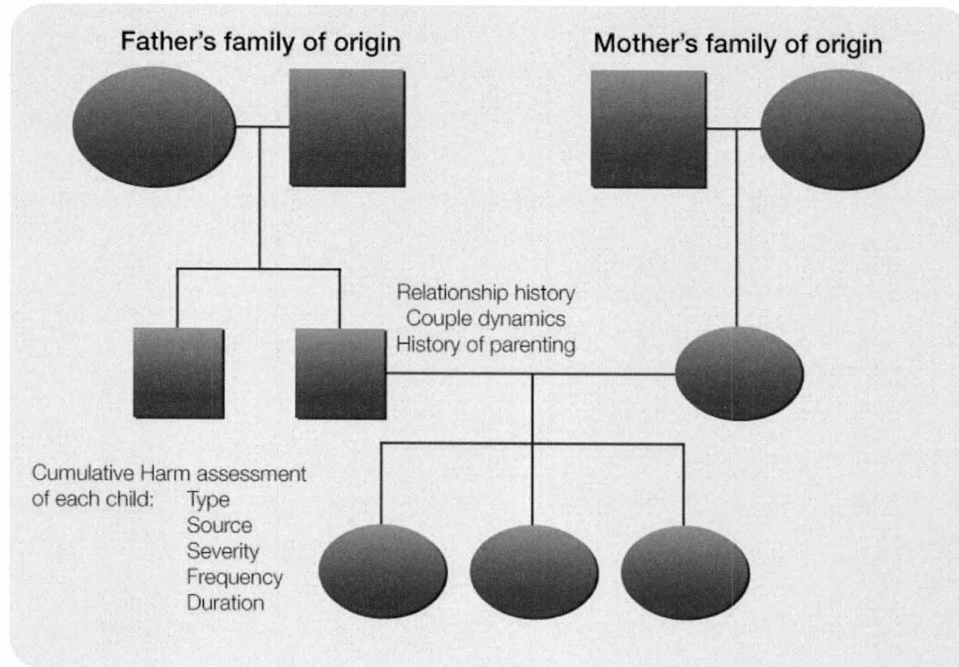 Father's family of origin
Mother's family of origin
Relationship history
Couple dynamics
History of parenting
Cumulative Harm assessment
of each child: Type
Source
Severity
Frequency
Duration